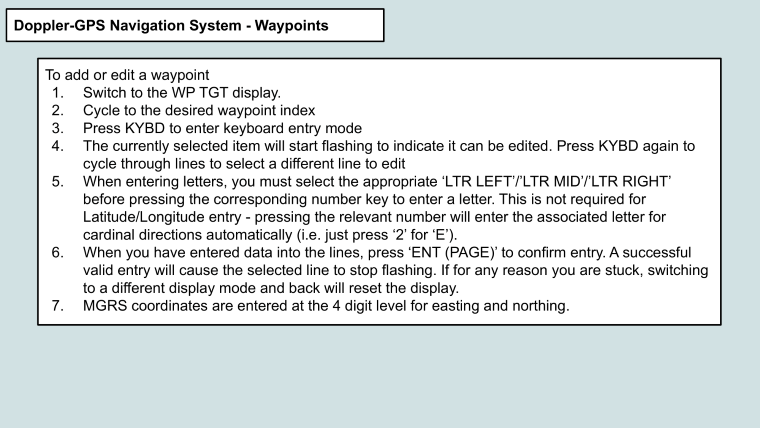 Doppler-GPS Navigation System - Waypoints
To add or edit a waypoint
1. Switch to the WP TGT display.
2. Cycle to the desired waypoint index
3. Press KYBD to enter keyboard entry mode
4. The currently selected item will start flashing to indicate it can be edited. Press KYBD again to
cycle through lines to select a different line to edit
5. When entering letters, you must select the appropriate ‘LTR LEFT’/’LTR MID’/’LTR RIGHT’
before pressing the corresponding number key to enter a letter. This is not required for
Latitude/Longitude entry - pressing the relevant number will enter the associated letter for
cardinal directions automatically (i.e. just press ‘2’ for ‘E’).
6. When you have entered data into the lines, press ‘ENT (PAGE)’ to confirm entry. A successful
valid entry will cause the selected line to stop flashing. If for any reason you are stuck, switching
to a different display mode and back will reset the display.
7. MGRS coordinates are entered at the 4 digit level for easting and northing.